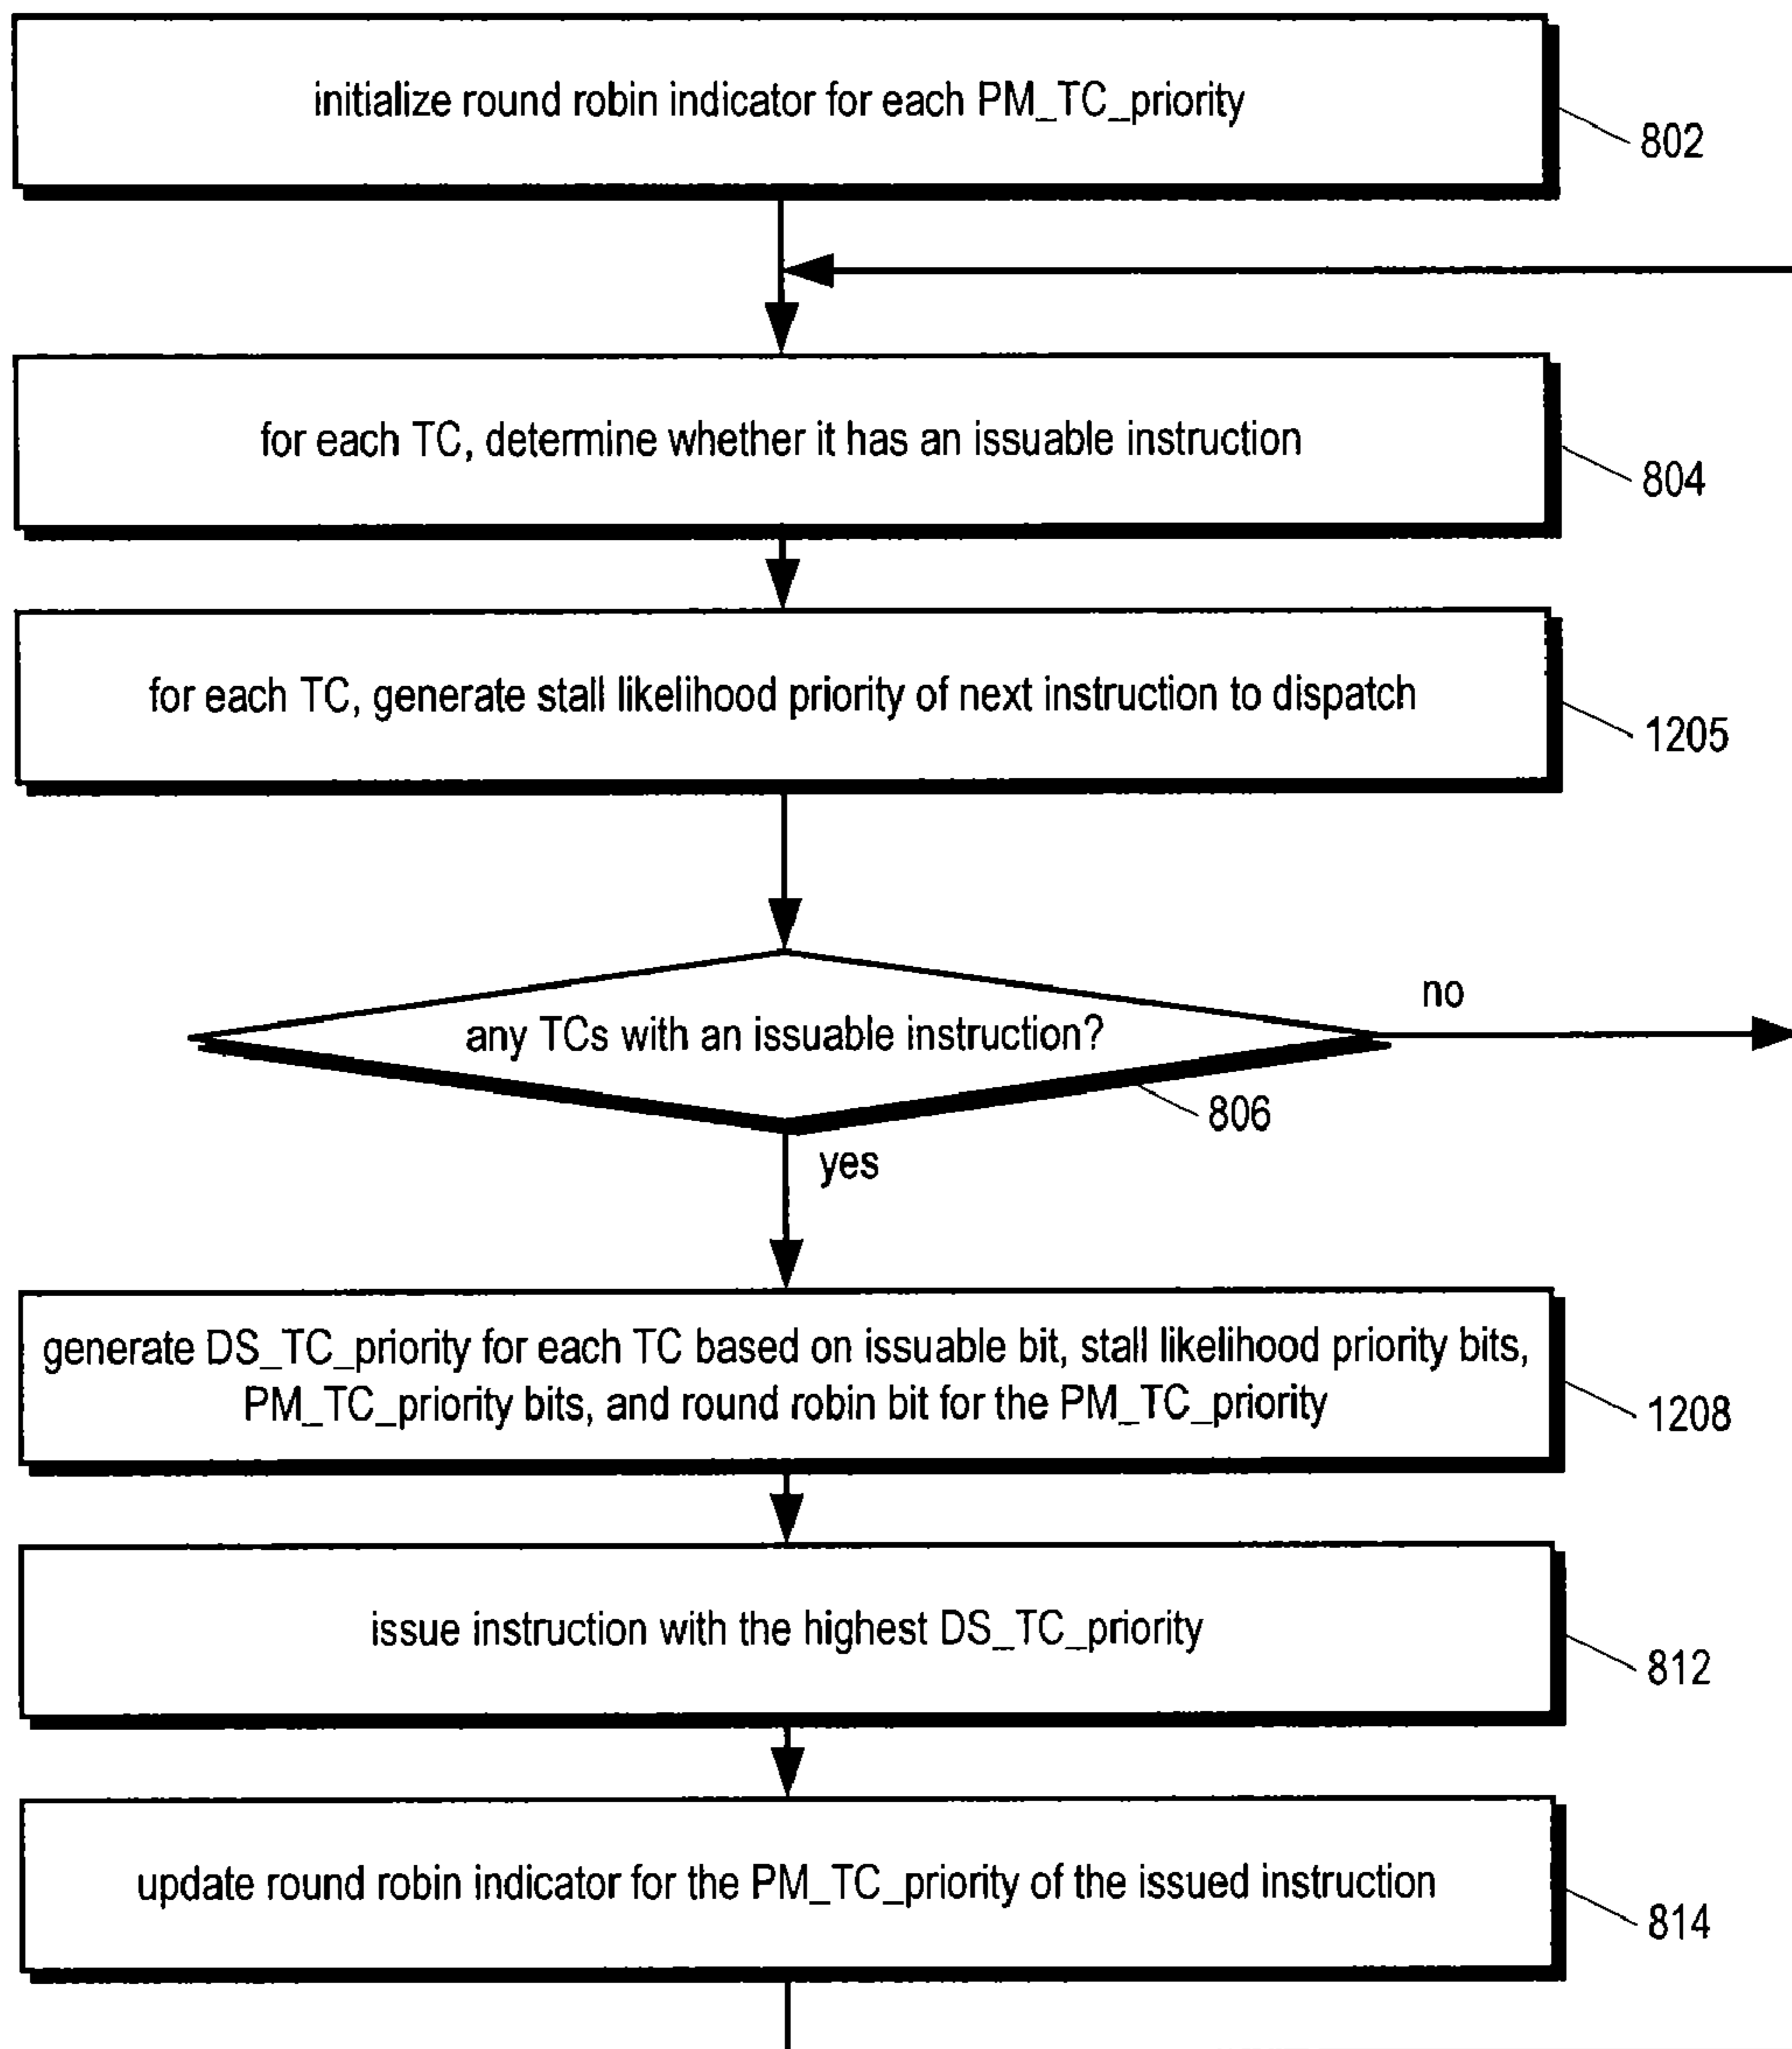 initialize round robin indicator for each PM_TC_priority
802
for each TC, determine whether it has an issuable instruction
804
for each TC, generate stall likelihood priority of next instruction to dispatch
1205
any TCs with an issuable instruction?
no
806
yes
generate DS_TC_priority for each TC based on issuable bit, stall likelihood priority bits,
PM_TC_priority bits, and round robin bit for the PM_TC_priority
1208
issue instruction with the highest DS_TC_priority
812
update round robin indicator for the PM_TC_priority of the issued instruction
814